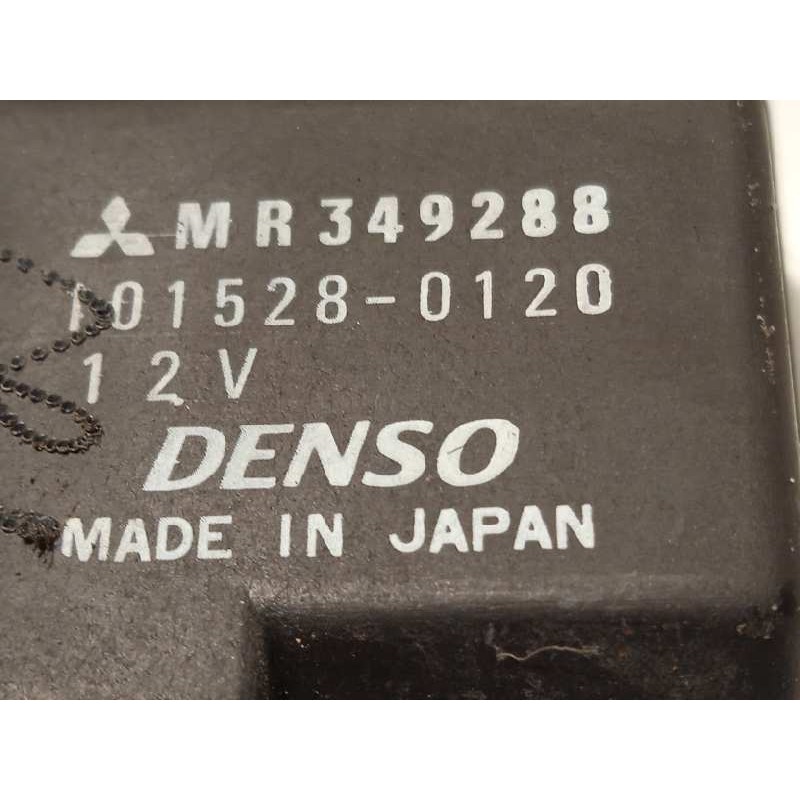 MR349288
101528-0120
12V
DENSO
MADE IN JAPAN